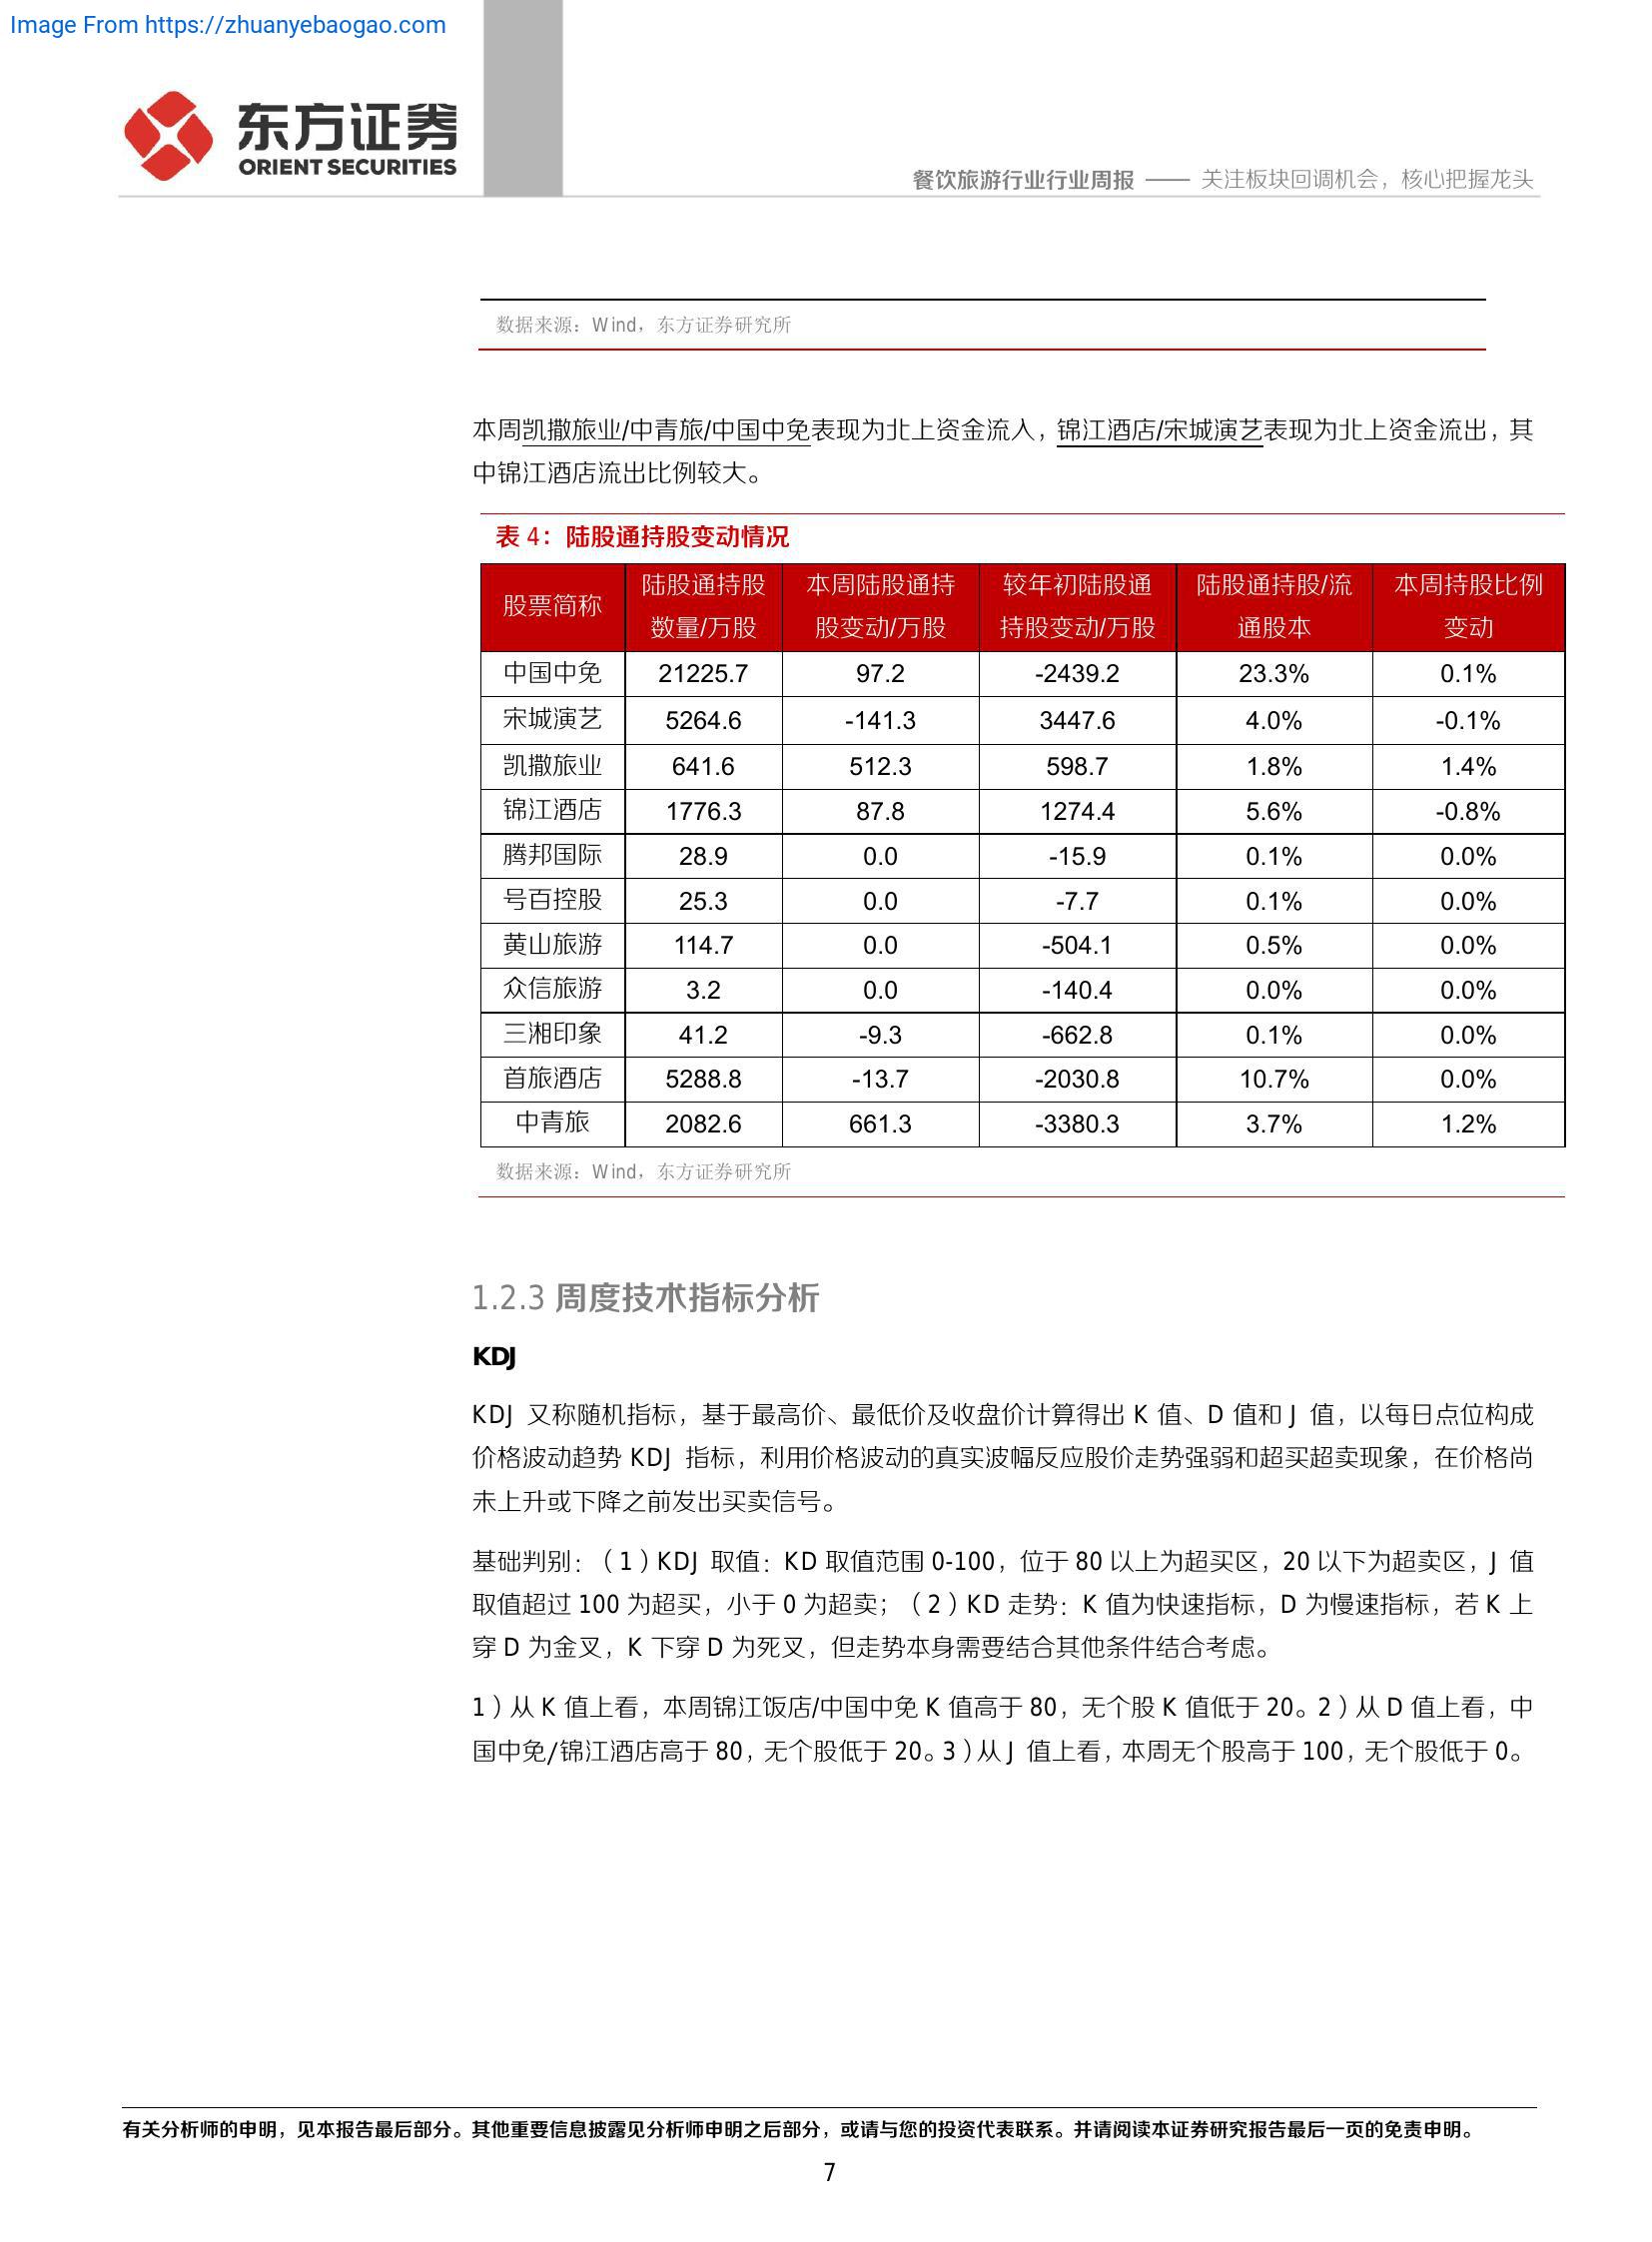 Image From https://zhuanyebaogao.com
东方证券
ORIENT SECURITIES
餐饮旅游行业行业周报 —— 关注板块回调机会，核心把握龙头
数据来源：Wind，东方证券研究所
本周凯撒旅业/中青旅/中国中免表现为北上资金流入，锦江酒店/宋城演艺表现为北上资金流出，其
中锦江酒店流出比例较大。
表 4：陆股通持股变动情况
股票简称 陆股通持股数量/万股 本周陆股通持股变动/万股 较年初陆股通持股变动/万股 陆股通持股/流通股本 本周持股比例变动
中国中免 21225.7 97.2 -2439.2 23.3% 0.1%
宋城演艺 5264.6 -141.3 3447.6 4.0% -0.1%
凯撒旅业 641.6 512.3 598.7 1.8% 1.4%
锦江酒店 1776.3 87.8 1274.4 5.6% -0.8%
腾邦国际 28.9 0.0 -15.9 0.1% 0.0%
号百控股 25.3 0.0 -7.7 0.1% 0.0%
黄山旅游 114.7 0.0 -504.1 0.5% 0.0%
众信旅游 3.2 0.0 -140.4 0.0% 0.0%
三湘印象 41.2 -9.3 -662.8 0.1% 0.0%
首旅酒店 5288.8 -13.7 -2030.8 10.7% 0.0%
中青旅 2082.6 661.3 -3380.3 3.7% 1.2%
数据来源：Wind，东方证券研究所
1.2.3 周度技术指标分析
KDJ
KDJ 又称随机指标，基于最高价、最低价及收盘价计算得出 K 值、D 值和 J 值，以每日点位构成
价格波动趋势 KDJ 指标，利用价格波动的真实波幅反应股价走势强弱和超买超卖现象，在价格尚
未上升或下降之前发出买卖信号。
基础判别：（1）KDJ 取值：KD 取值范围 0-100，位于 80 以上为超买区，20 以下为超卖区，J 值
取值超过 100 为超买，小于 0 为超卖；（2）KD 走势：K 值为快速指标，D 为慢速指标，若 K 上
穿 D 为金叉，K 下穿 D 为死叉，但走势本身需要结合其他条件结合考虑。
1）从 K 值上看，本周锦江饭店/中国中免 K 值高于 80，无个股 K 值低于 20。2）从 D 值上看，中
国中免/锦江酒店高于 80，无个股低于 20。3）从 J 值上看，本周无个股高于 100，无个股低于 0。
有关分析师的申明，见本报告最后部分。其他重要信息披露见分析师申明之后部分，或请与您的投资代表联系。并请阅读本证券研究报告最后一页的免责申明。
7